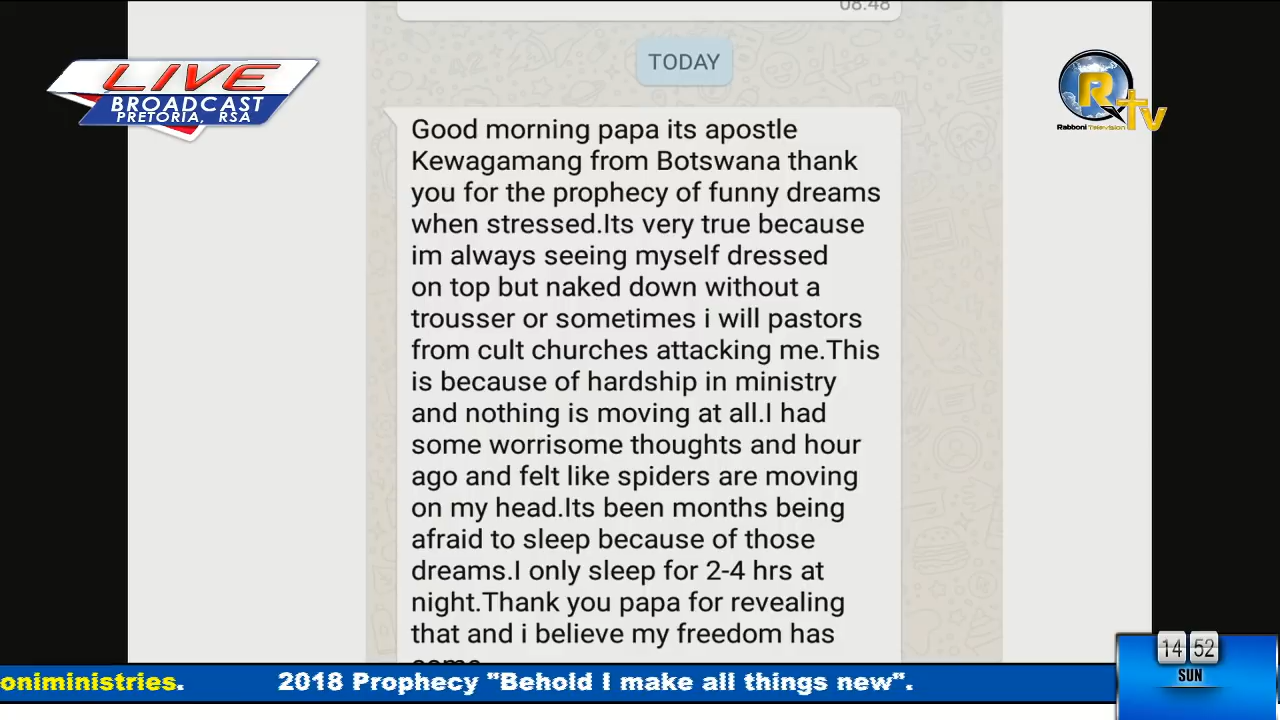 08:48
TODAY
LIVE
BROADCAST
PRETORIA, RSA
R tv
Rabboni Television
Good morning papa its apostle
Kewagamang from Botswana thank
you for the prophecy of funny dreams
when stressed.Its very true because
im always seeing myself dressed
on top but naked down without a
trousser or sometimes i will pastors
from cult churches attacking me.This
is because of hardship in ministry
and nothing is moving at all.I had
some worrisome thoughts and hour
ago and felt like spiders are moving
on my head.Its been months being
afraid to sleep because of those
dreams.I only sleep for 2-4 hrs at
night.Thank you papa for revealing
that and i believe my freedom has
oniministries. 2018 Prophecy "Behold I make all things new".
14 52
SUN